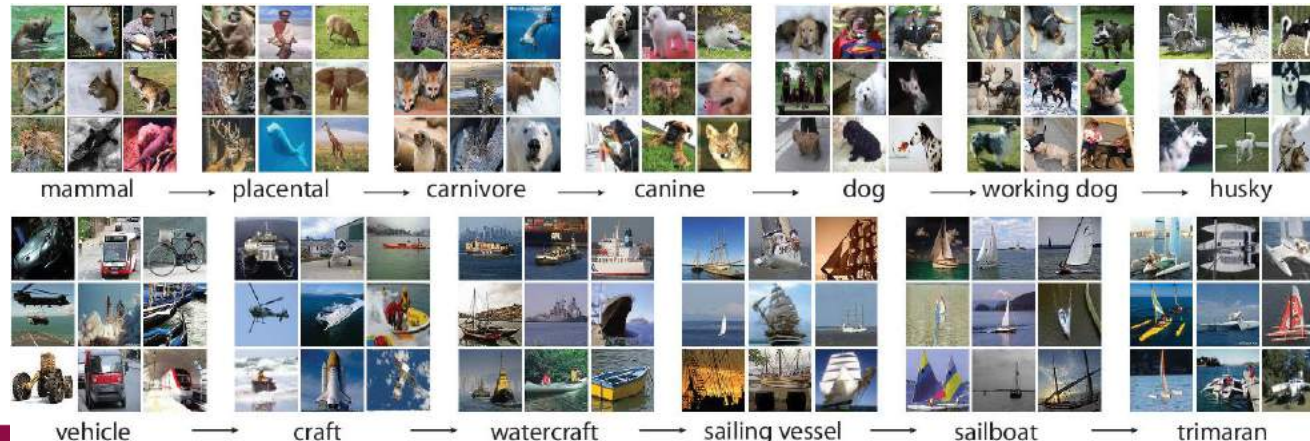 mammal → placental → carnivore → canine → dog → working dog → husky
vehicle → craft → watercraft → sailing vessel → sailboat → trimaran